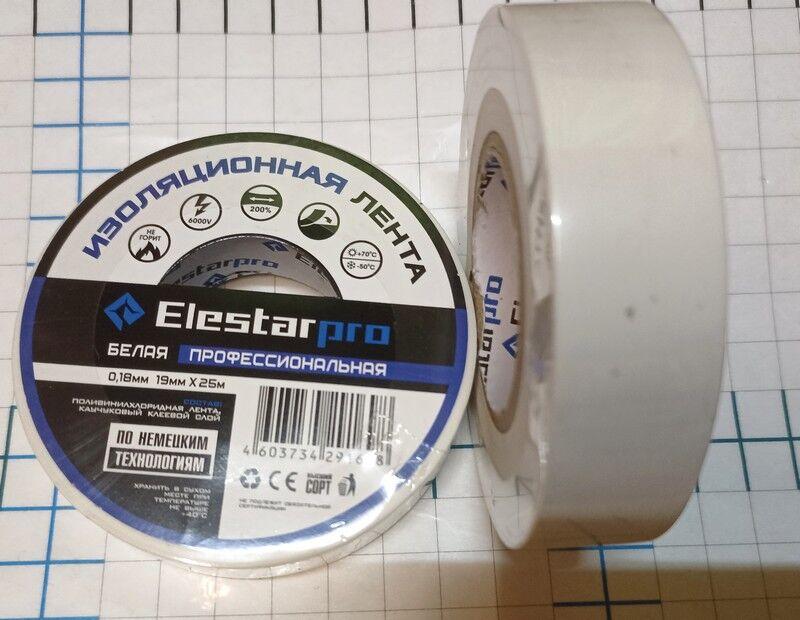 ИЗОЛЯЦИОННАЯ ЛЕНТА
НЕ ГОРИТ
6000V
200%
+70°C
-50°C
Elestarpro
Elestarpro
БЕЛАЯ ПРОФЕССИОНАЛЬНАЯ
0,18мм 19мм X 25м
СОСТАВ:
ПОЛИВИНИЛХЛОРИДНАЯ ЛЕНТА,
КАУЧУКОВЫЙ КЛЕЕВОЙ СЛОЙ
ПО НЕМЕЦКИМ
ТЕХНОЛОГИЯМ
ХРАНИТЬ В СУХОМ
МЕСТЕ ПРИ
ТЕМПЕРАТУРЕ
НЕ ВЫШЕ
+40°C
CE
ВЫСШИЙ
СОРТ
НЕ ПОДЛЕЖИТ ОБЯЗАТЕЛЬНОЙ
СЕРТИФИКАЦИИ